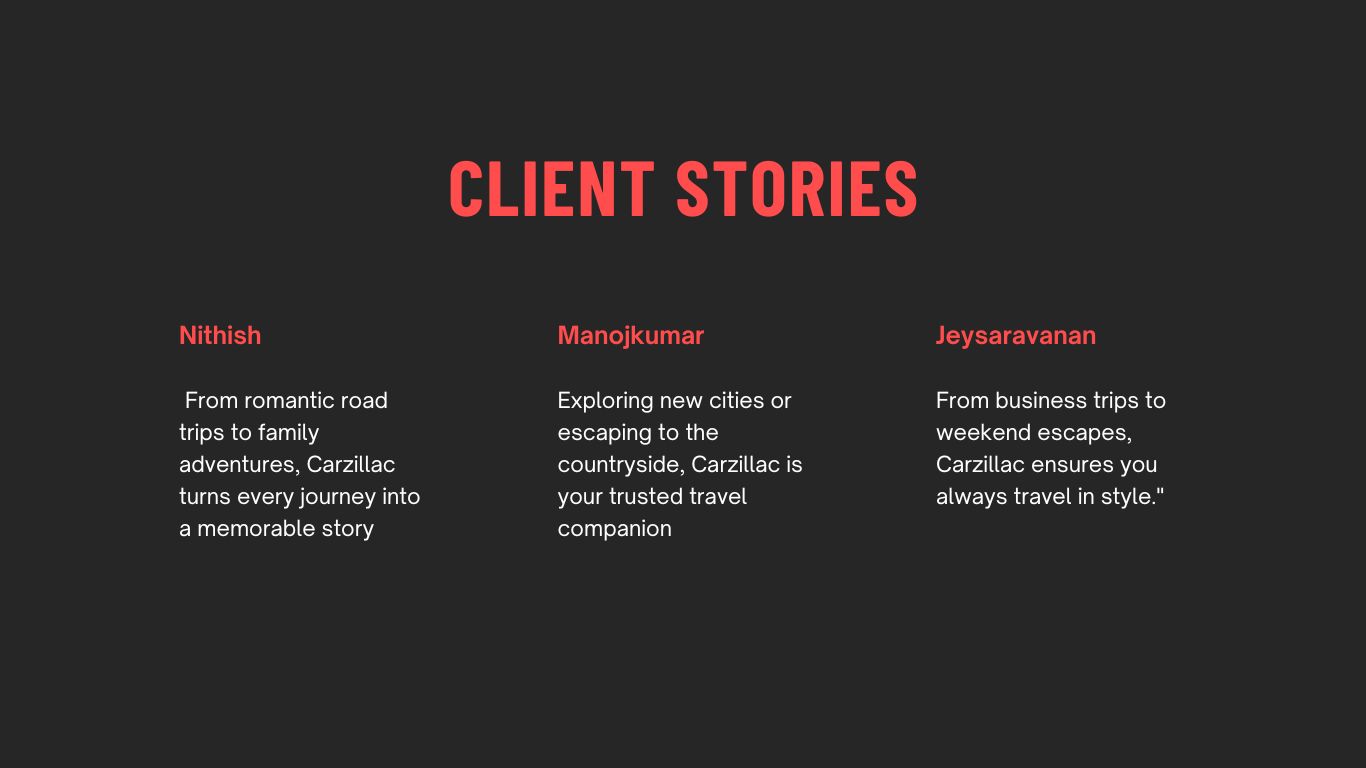 CLIENT STORIES
Nithish
From romantic road
trips to family
adventures, Carzillac
turns every journey into
a memorable story
Manojkumar
Exploring new cities or
escaping to the
countryside, Carzillac is
your trusted travel
companion
Jeysaravanan
From business trips to
weekend escapes,
Carzillac ensures you
always travel in style."